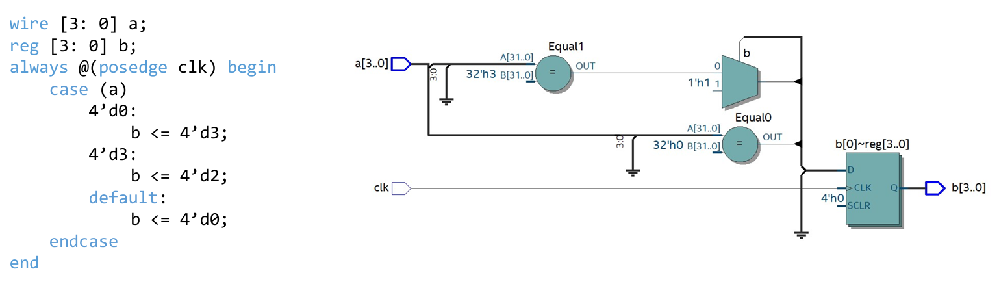 wire [3: 0] a;
reg [3: 0] b;
always @(posedge clk) begin
case (a)
4’d0:
b <= 4’d3;
4’d3:
b <= 4’d2;
default:
b <= 4’d0;
endcase
end
Equal1
a[3..0]
3:0
A[31..0]
32'h3 B[31..0]
=
OUT
b
0
1'h1 1
Equal0
3:0
A[31..0]
32'h0 B[31..0]
=
OUT
b[0]~reg[3..0]
D
clk
>CLK
Q
b[3..0]
4'h0
SCLR